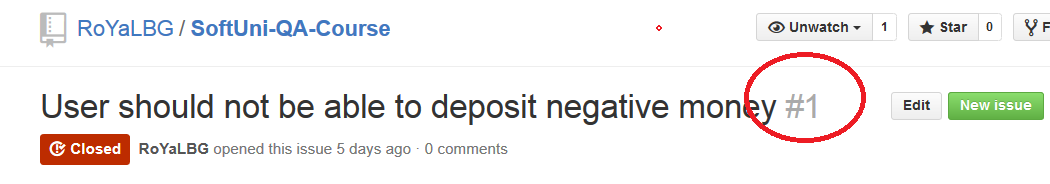 RoYaLBG / SoftUni-QA-Course
Unwatch 1 Star 0 F
User should not be able to deposit negative money #1
Edit New issue
Closed RoYaLBG opened this issue 5 days ago · 0 comments